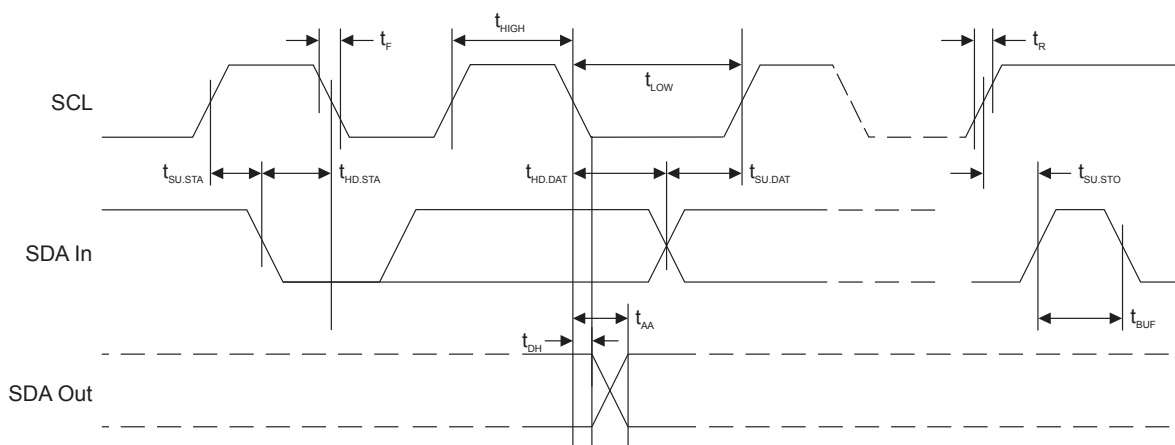 tHIGH
tF
tR
tLOW
SCL
tSU.STA
tHD.STA
tHD.DAT
tSU.DAT
tSU.STO
SDA In
tAA
tBUF
tDH
SDA Out